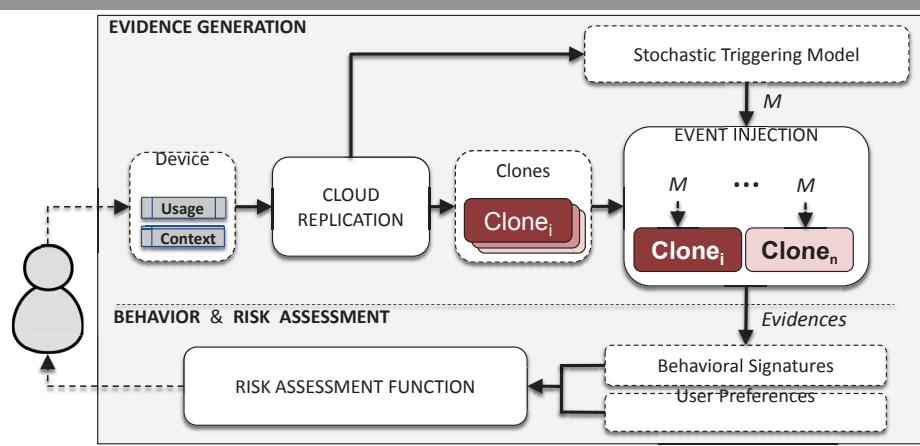 EVIDENCE GENERATION
Stochastic Triggering Model
M
EVENT INJECTION
Device
Usage
Context
CLOUD
REPLICATION
Clones
Clonei
M ... M
Clonei Clonen
BEHAVIOR & RISK ASSESSMENT
Evidences
Behavioral Signatures
User Preferences
RISK ASSESSMENT FUNCTION